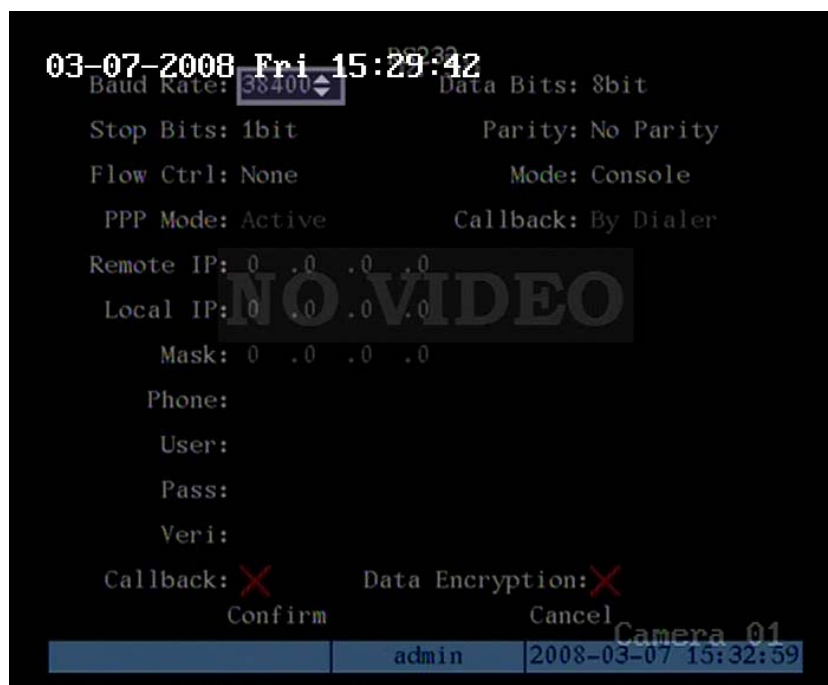 RS232
03-07-2008 Fri 15:29:42
Baud Rate: 38400 Data Bits: 8bit
Stop Bits: 1bit Parity: No Parity
Flow Ctrl: None Mode: Console
PPP Mode: Active Callback: By Dialer
Remote IP: 0 .0 .0 .0
NO VIDEO
Local IP: 0 .0 .0 .0
Mask: 0 .0 .0 .0
Phone:
User:
Pass:
Veri:
Callback: Data Encryption:
Confirm Cancel
Camera 01
admin 2008-03-07 15:32:59